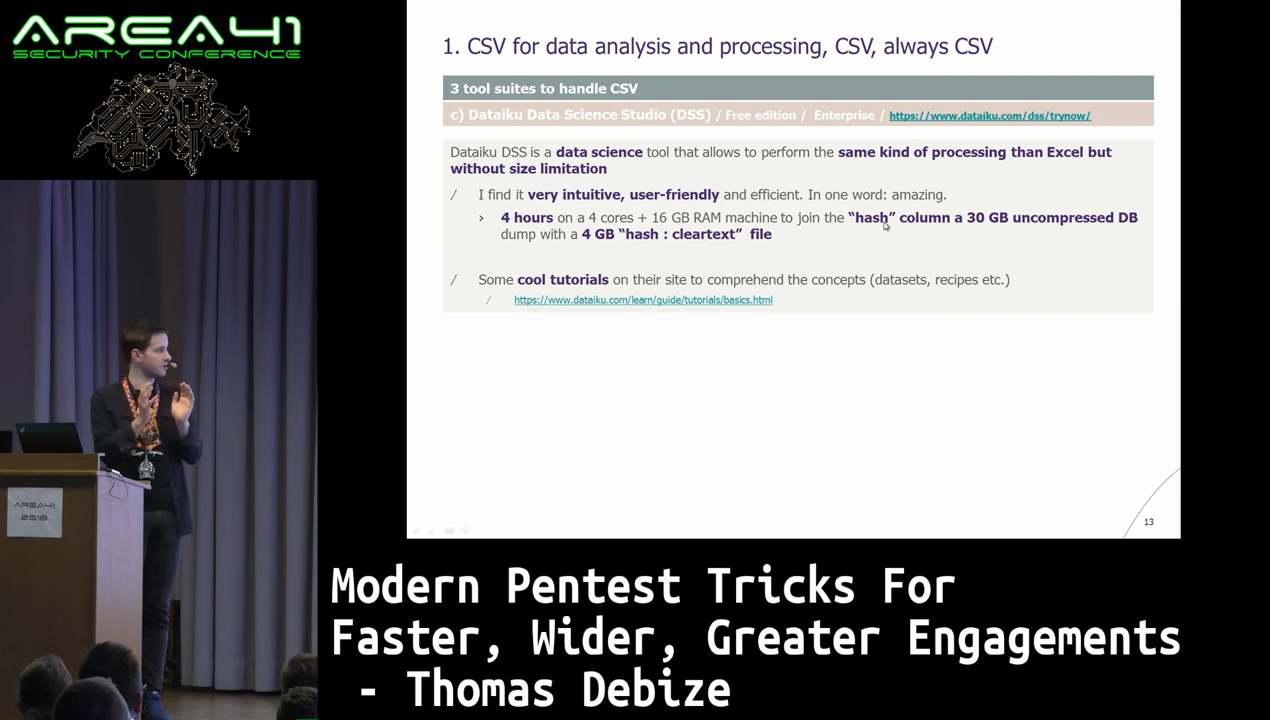 AREA41
SECURITY CONFERENCE
1. CSV for data analysis and processing, CSV, always CSV
3 tool suites to handle CSV
c) Dataiku Data Science Studio (DSS) / Free edition / Enterprise / https://www.dataiku.com/dss/trynow/
Dataiku DSS is a data science tool that allows to perform the same kind of processing than Excel but
without size limitation
/ I find it very intuitive, user-friendly and efficient. In one word: amazing.
› 4 hours on a 4 cores + 16 GB RAM machine to join the “hash” column a 30 GB uncompressed DB
dump with a 4 GB “hash : cleartext” file
/ Some cool tutorials on their site to comprehend the concepts (datasets, recipes etc.)
/ https://www.dataiku.com/learn/guide/tutorials/basics.html
13
AREA41
2018
Modern Pentest Tricks For
Faster, Wider, Greater Engagements
- Thomas Debize